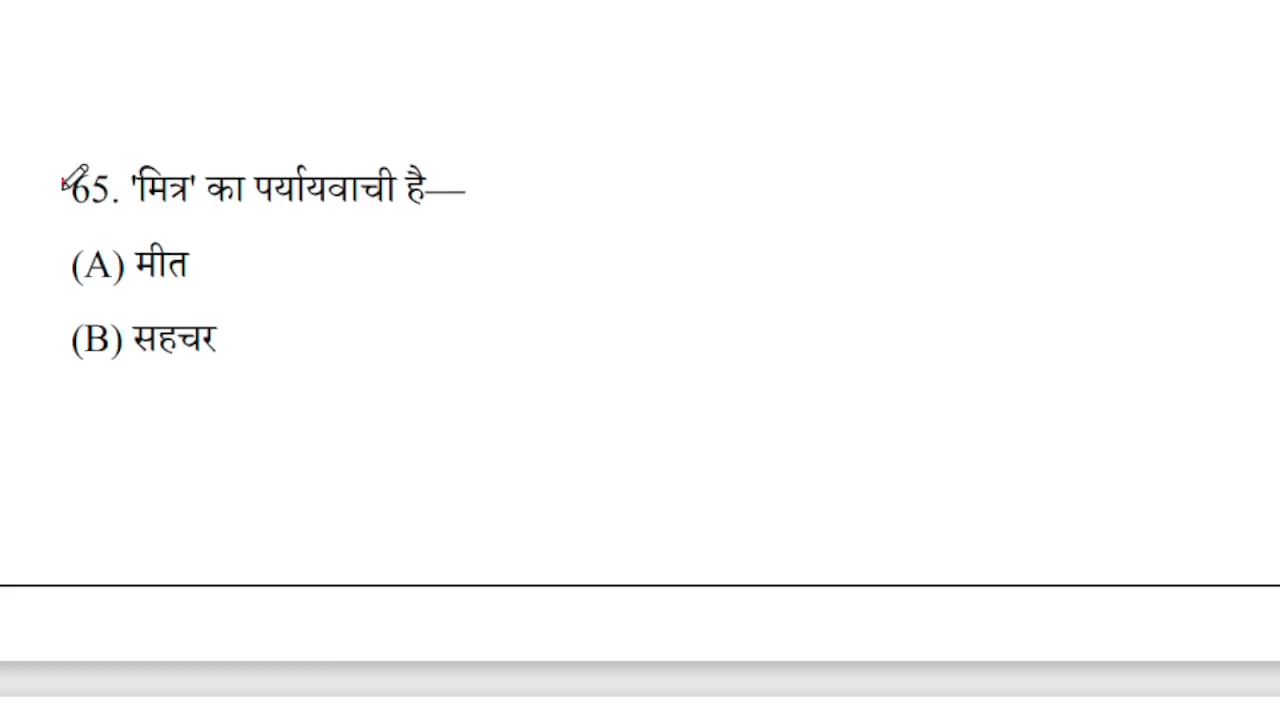 65. 'मित्र' का पर्यायवाची है—
(A) मीत
(B) सहचर